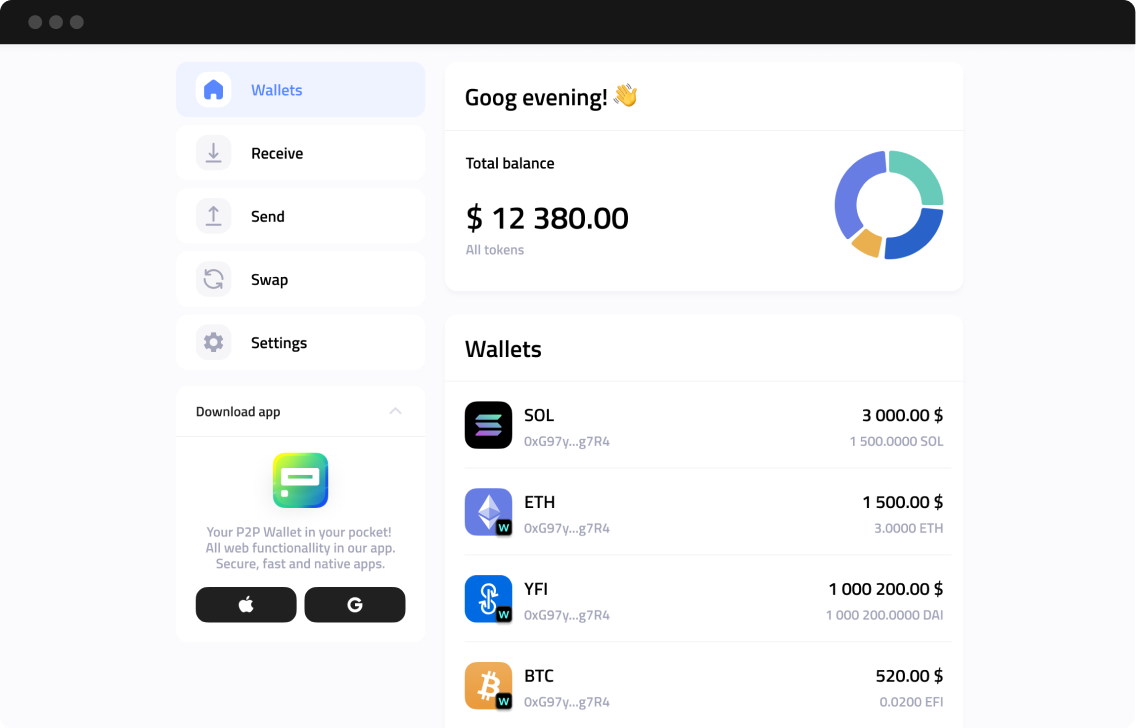 Wallets
Receive
Send
Swap
Settings
Download app
Your P2P Wallet in your pocket!
All web functionallity in our app.
Secure, fast and native apps.
G
Goog evening! 👋
Total balance
$ 12 380.00
All tokens
Wallets
SOL 3 000.00 $
0xG97y...g7R4 1 500.0000 SOL
ETH 1 500.00 $
W
0xG97y...g7R4 3.0000 ETH
YFI 1 000 200.00 $
W
0xG97y...g7R4 1 000 200.0000 DAI
BTC 520.00 $
W
0xG97y...g7R4 0.0200 EFI